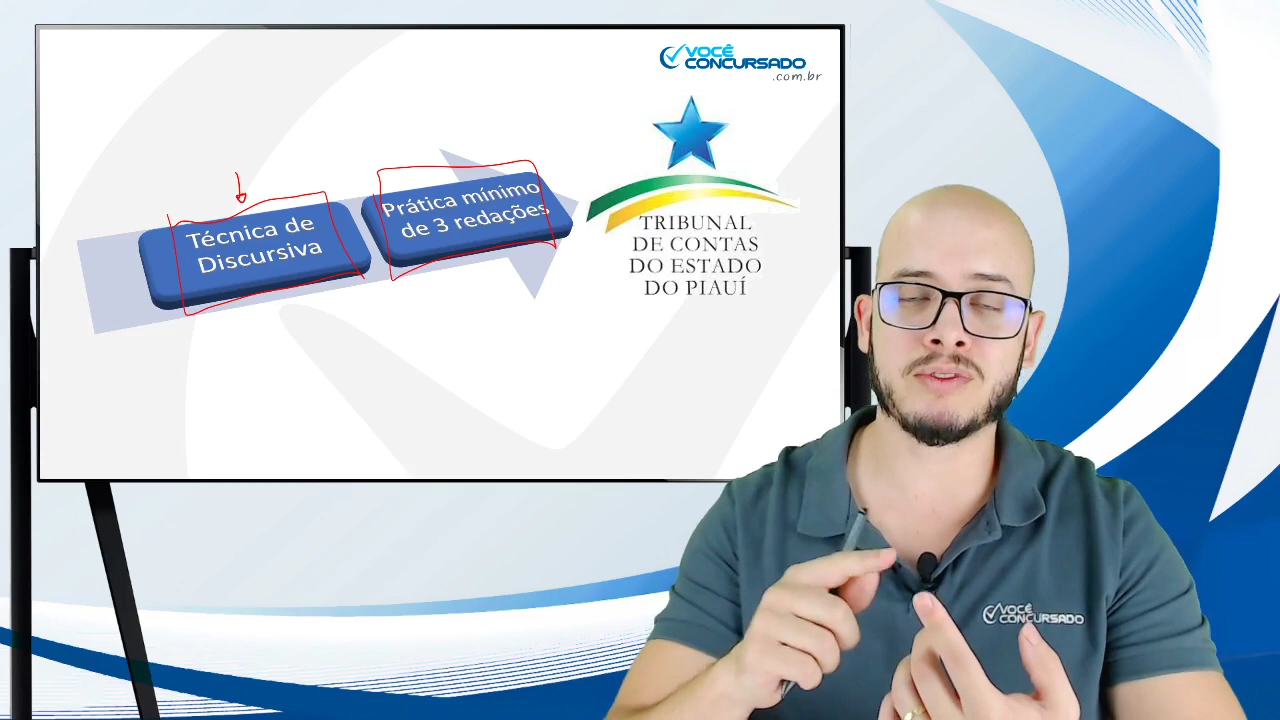 VOCÊ
CONCURSADO
.com.br
Técnica de
Discursiva
Prática mínimo
de 3 redações
TRIBUNAL
DE CONTAS
DO ESTADO
DO PIAUÍ
VOCÊ
CONCURSADO